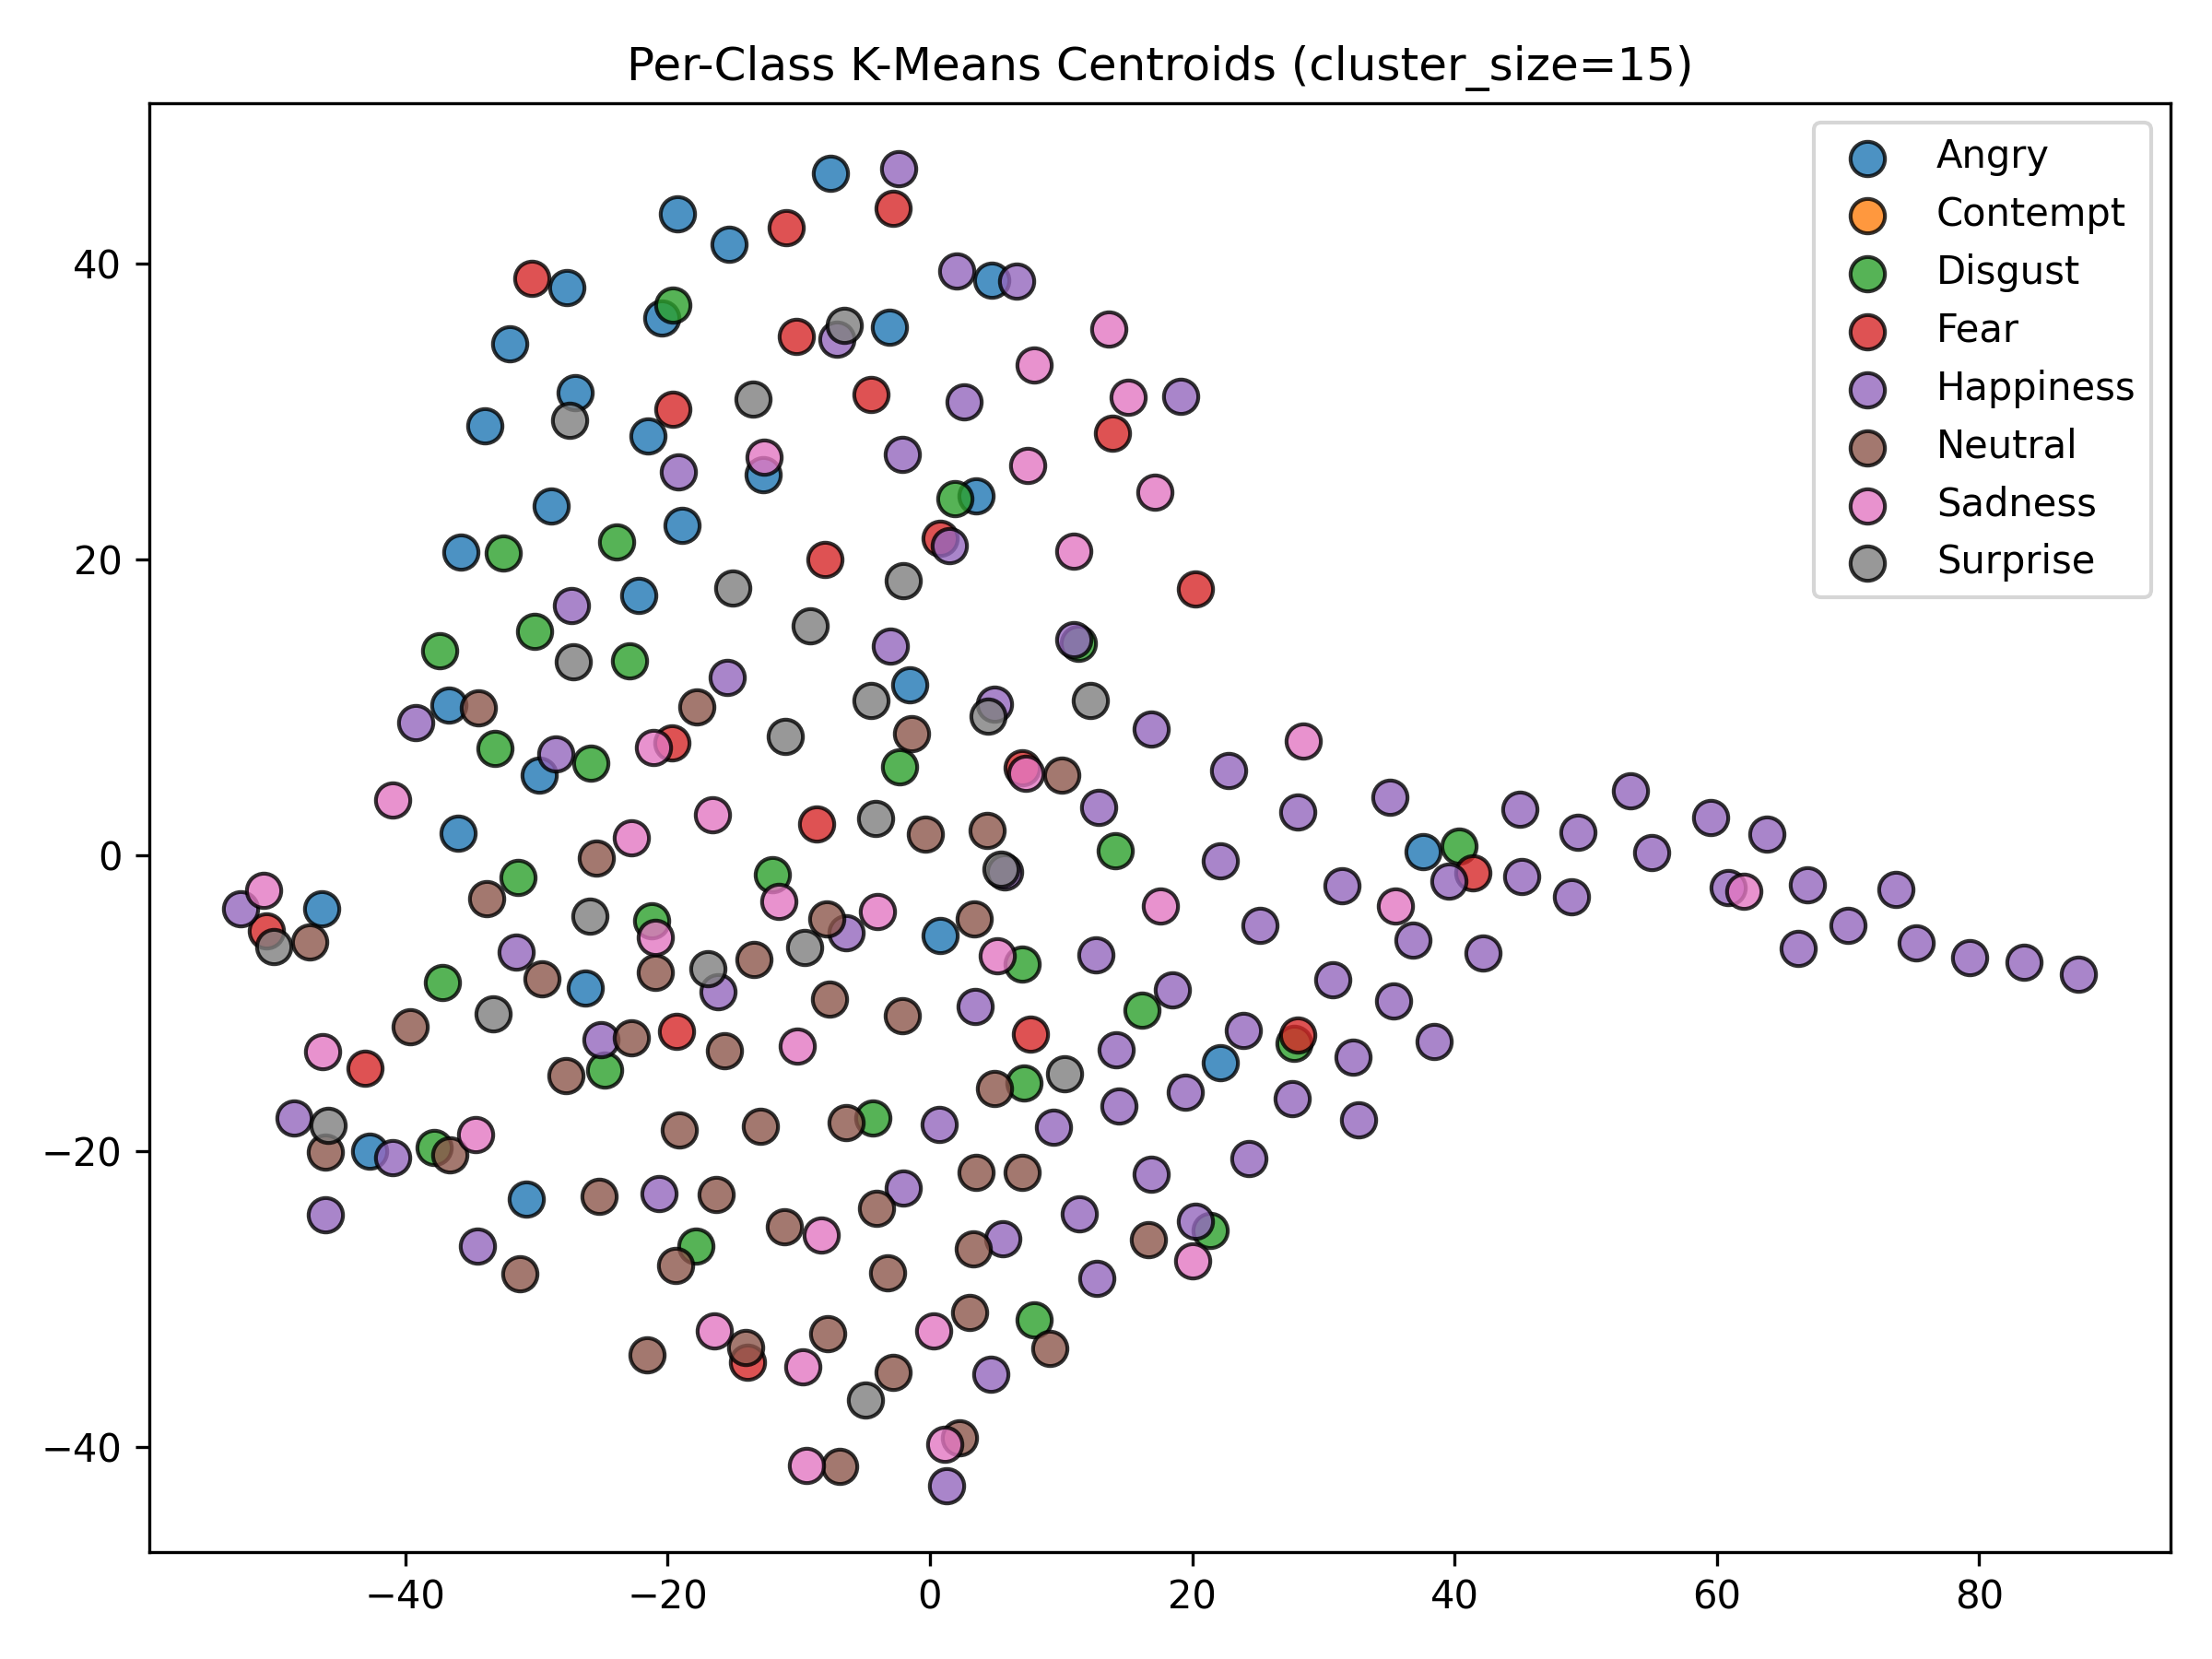 Per-Class K-Means Centroids (cluster_size=15)
Angry
Contempt
Disgust
Fear
Happiness
Neutral
Sadness
Surprise
40
20
0
−20
−40
−40 −20 0 20 40 60 80